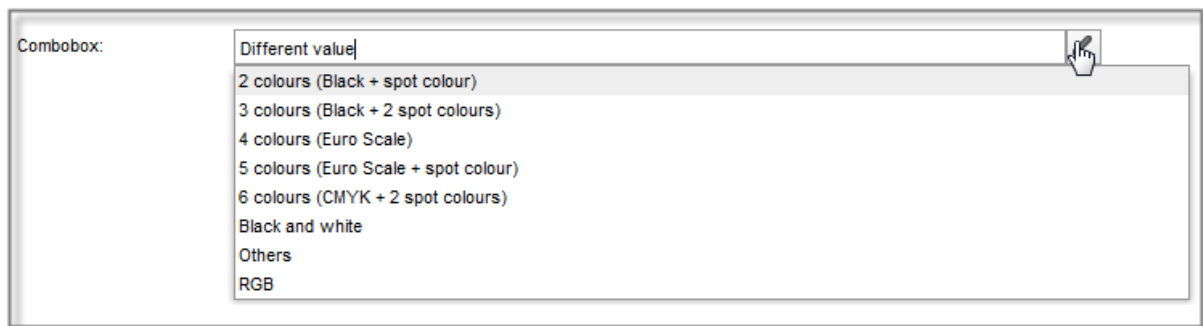 Combobox:
Different value
2 colours (Black + spot colour)
3 colours (Black + 2 spot colours)
4 colours (Euro Scale)
5 colours (Euro Scale + spot colour)
6 colours (CMYK + 2 spot colours)
Black and white
Others
RGB